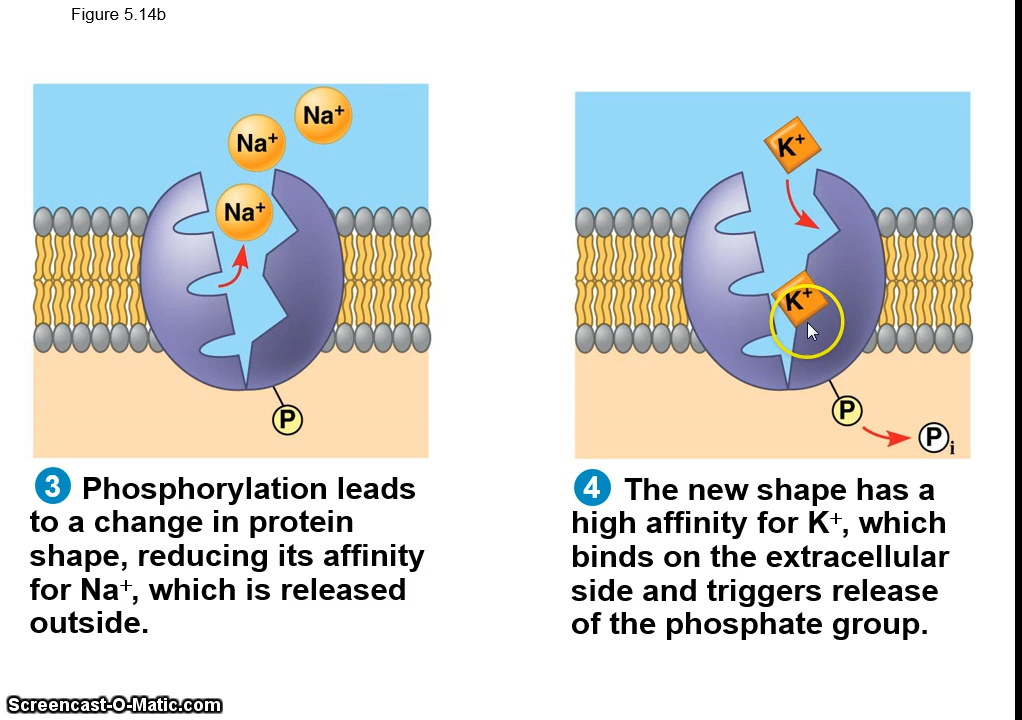 Figure 5.14b
Na+
Na+
Na+
P
3 Phosphorylation leads
to a change in protein
shape, reducing its affinity
for Na+, which is released
outside.
K+
K+
P
Pi
4 The new shape has a
high affinity for K+, which
binds on the extracellular
side and triggers release
of the phosphate group.
Screencast-O-Matic.com